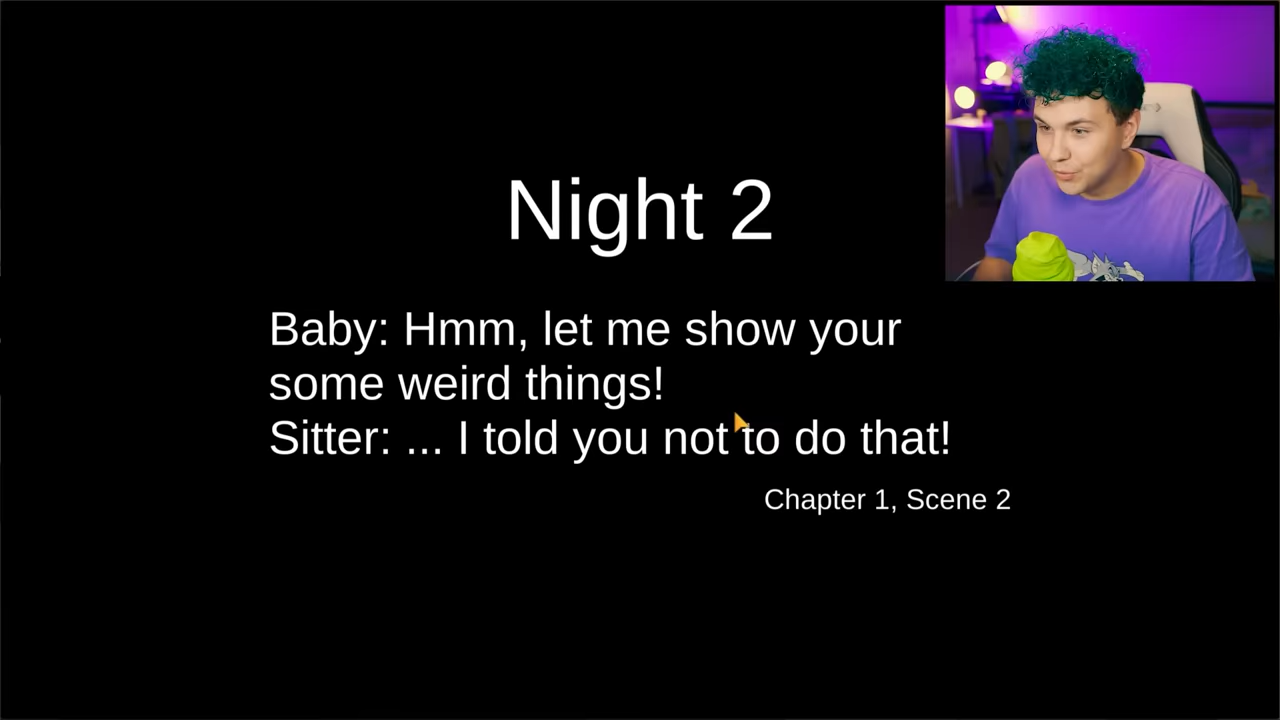 Night 2
Baby: Hmm, let me show your
some weird things!
Sitter: ... I told you not to do that!
Chapter 1, Scene 2